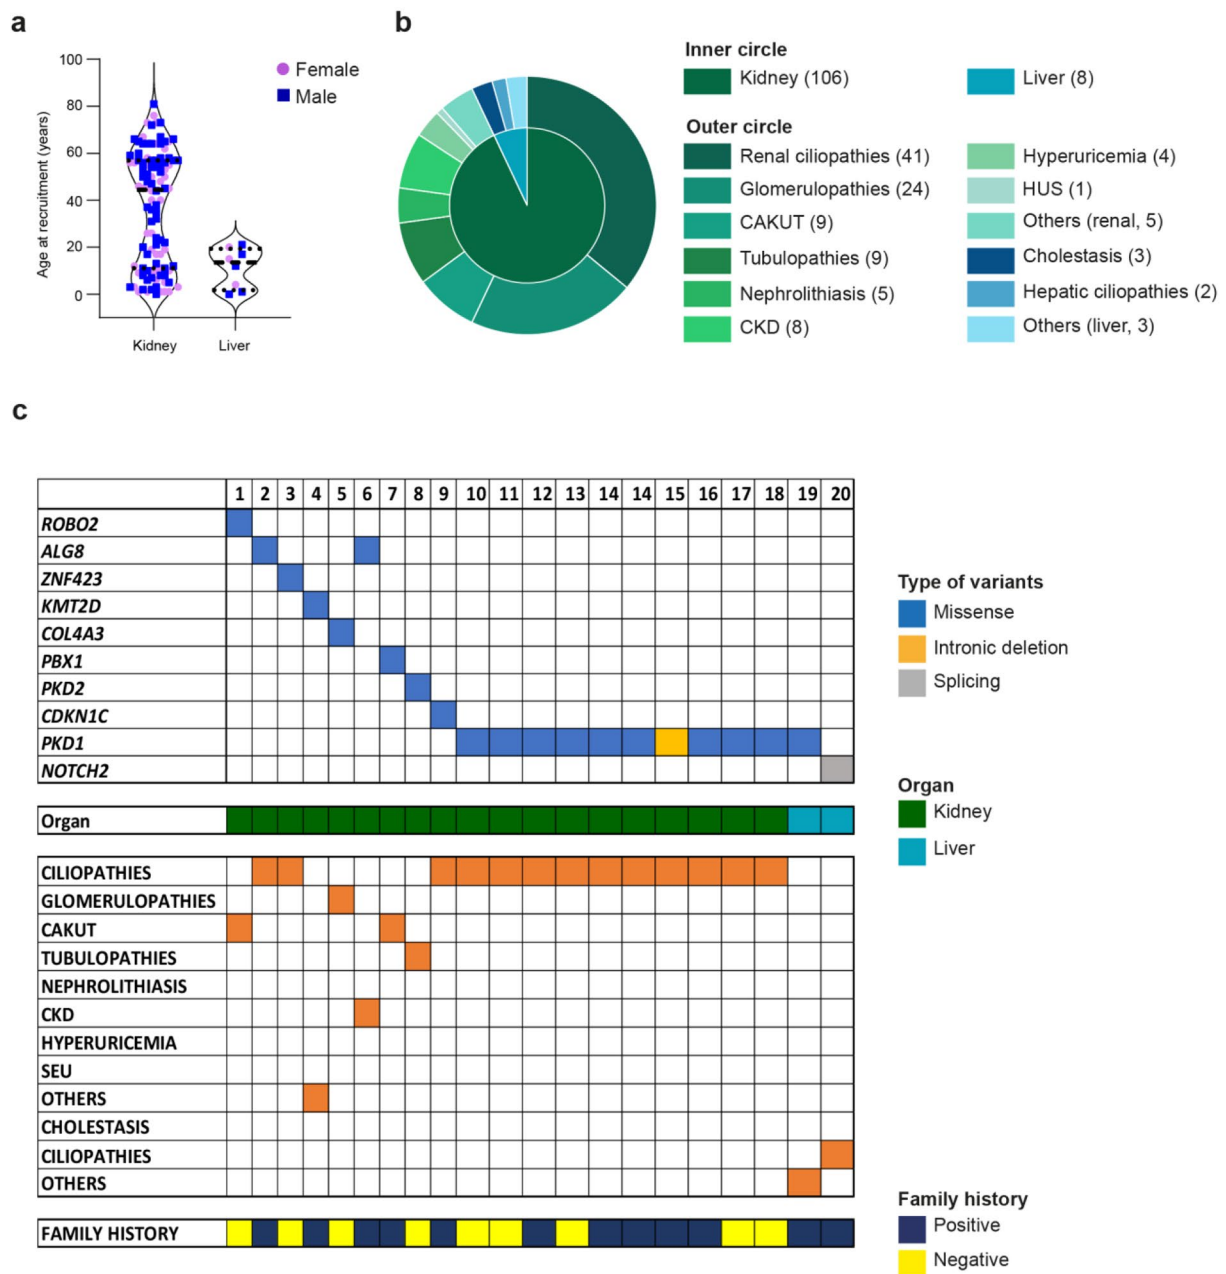 a
b
100
80
60
40
20
0
Age at recruitment (years)
Kidney
Liver
Female
Male
Inner circle
Kidney (106)
Liver (8)
Outer circle
Renal ciliopathies (41)
Glomerulopathies (24)
CAKUT (9)
Tubulopathies (9)
Nephrolithiasis (5)
CKD (8)
Hyperuricemia (4)
HUS (1)
Others (renal, 5)
Cholestasis (3)
Hepatic ciliopathies (2)
Others (liver, 3)
c
1 2 3 4 5 6 7 8 9 10 11 12 13 14 14 15 16 17 18 19 20
ROBO2
ALG8
ZNF423
KMT2D
COL4A3
PBX1
PKD2
CDKN1C
PKD1
NOTCH2
Type of variants
Missense
Intronic deletion
Splicing
Organ
Organ
Kidney
Liver
CILIOPATHIES
GLOMERULOPATHIES
CAKUT
TUBULOPATHIES
NEPHROLITHIASIS
CKD
HYPERURICEMIA
SEU
OTHERS
CHOLESTASIS
CILIOPATHIES
OTHERS
FAMILY HISTORY
Family history
Positive
Negative